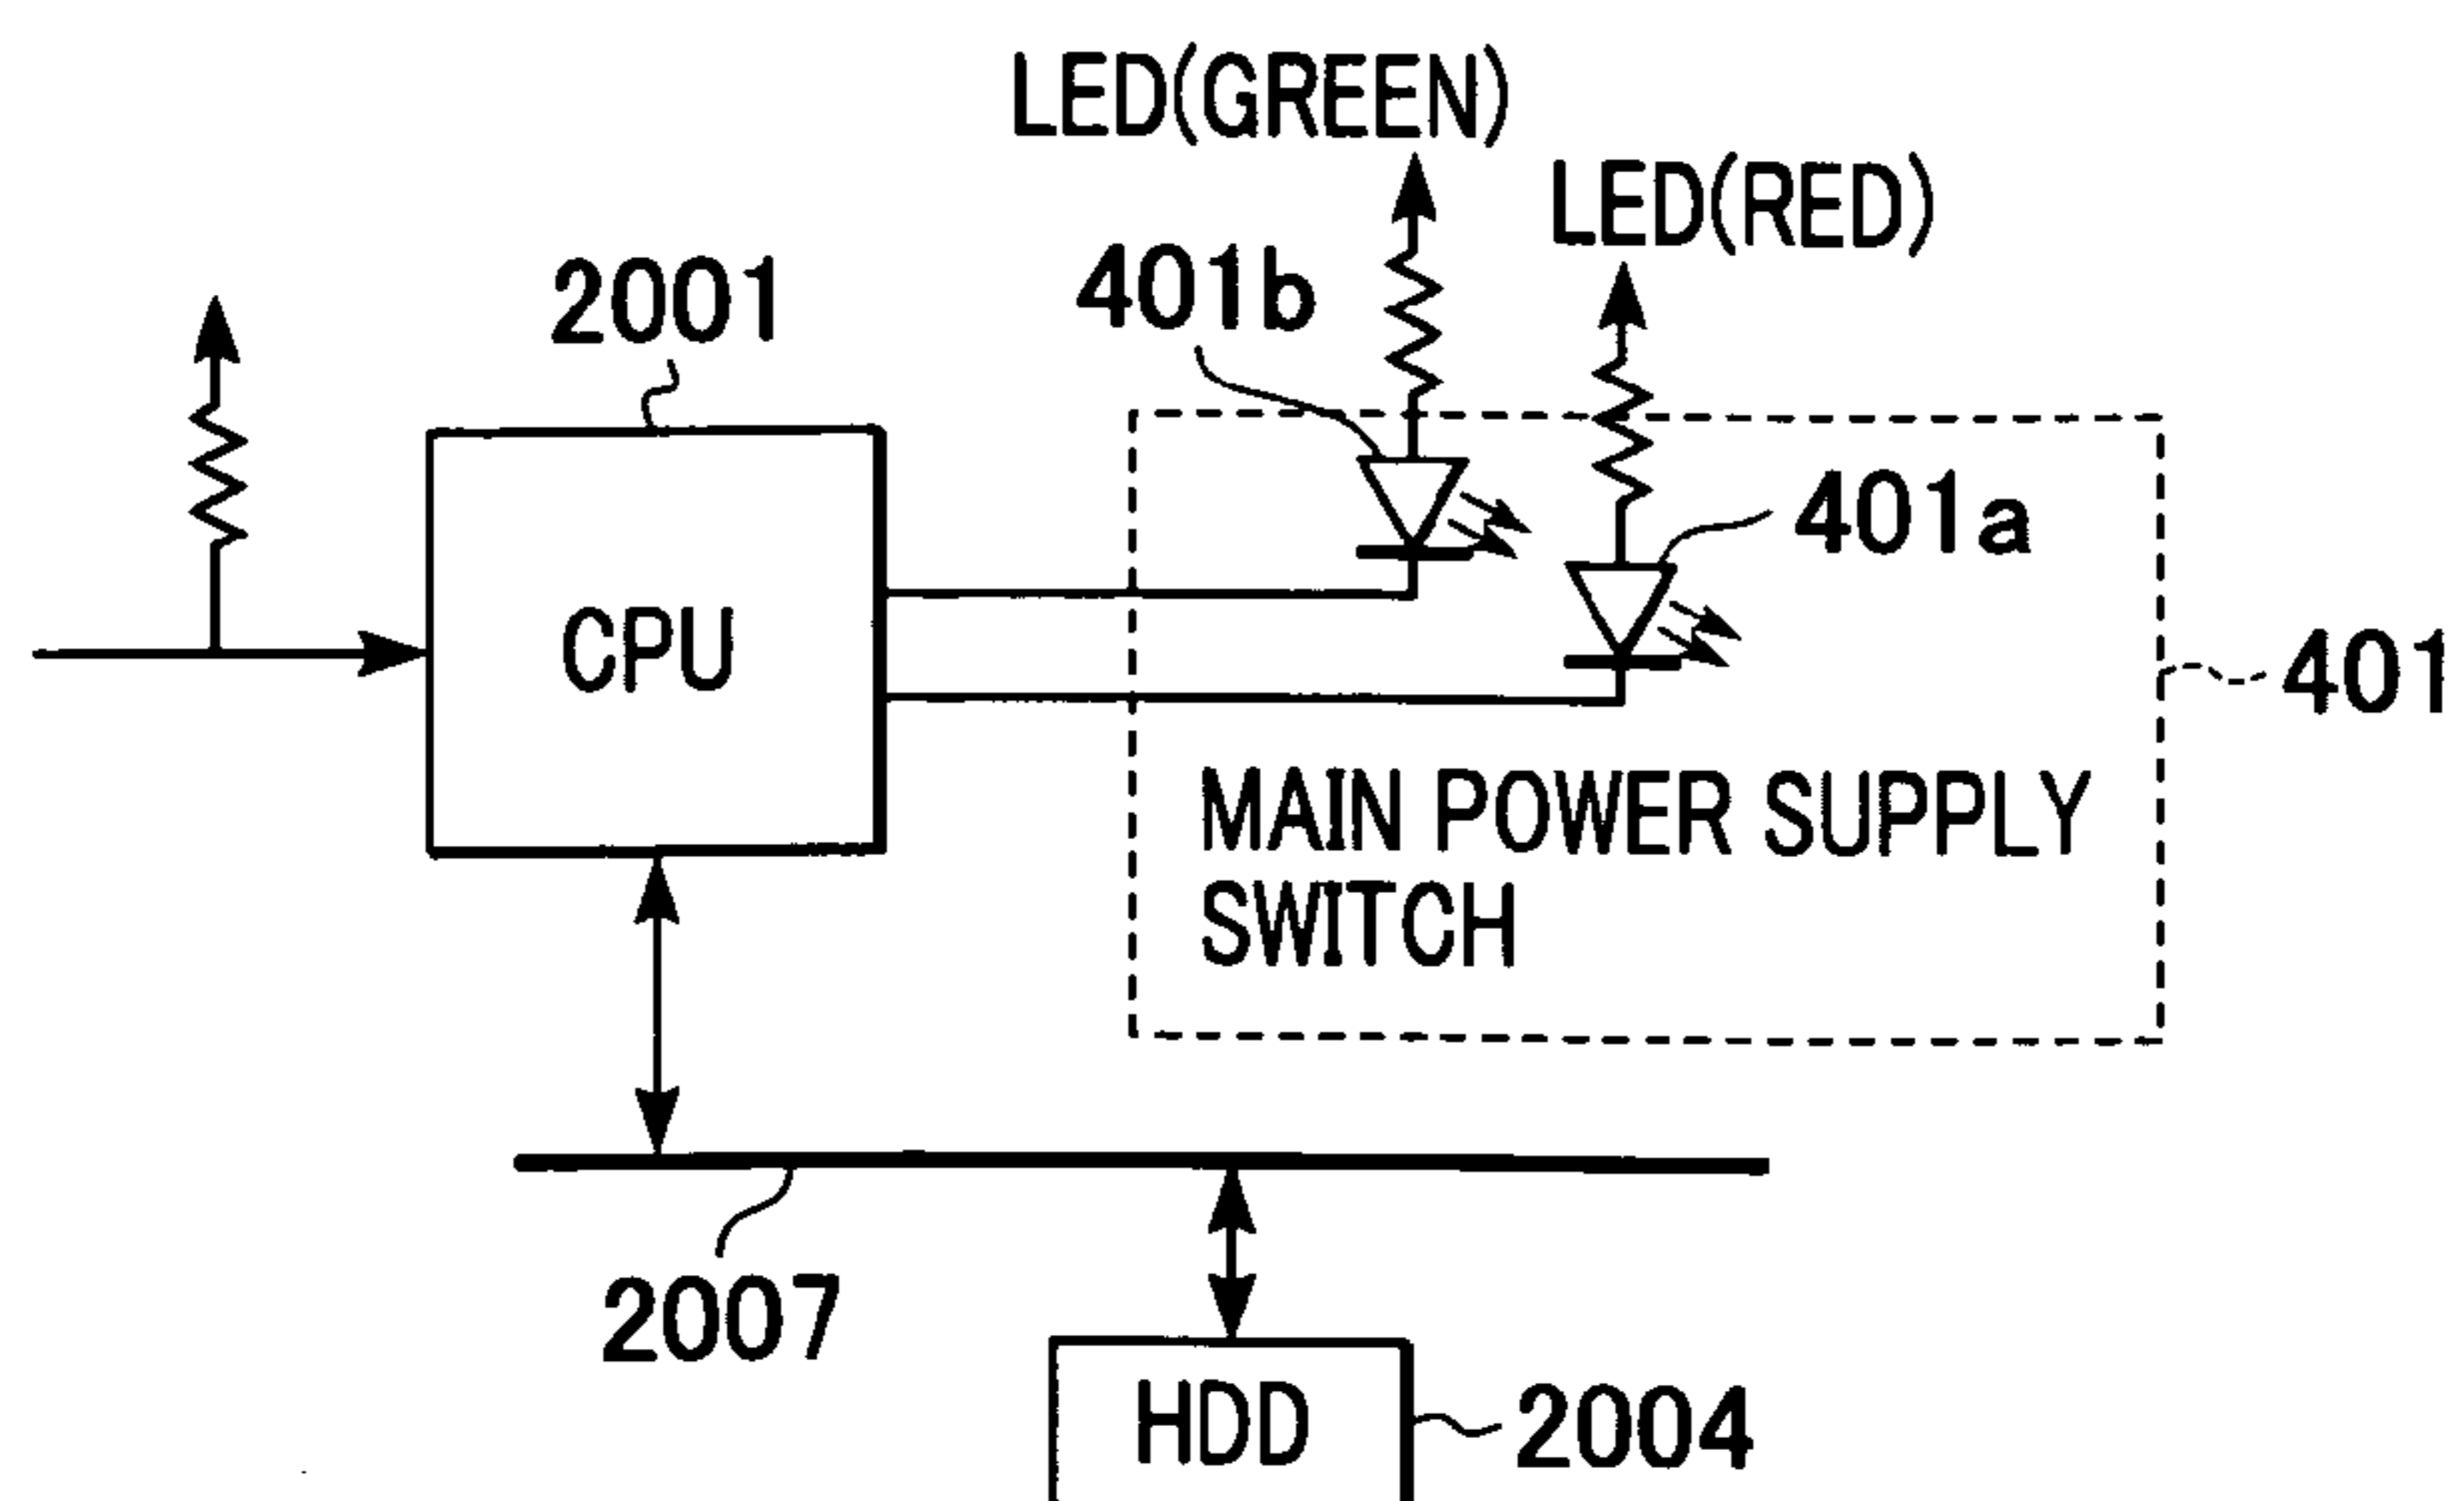 LED(GREEN)
LED(RED)
401b
2001
401a
CPU
401
MAIN POWER SUPPLY
SWITCH
2007
HDD
2004